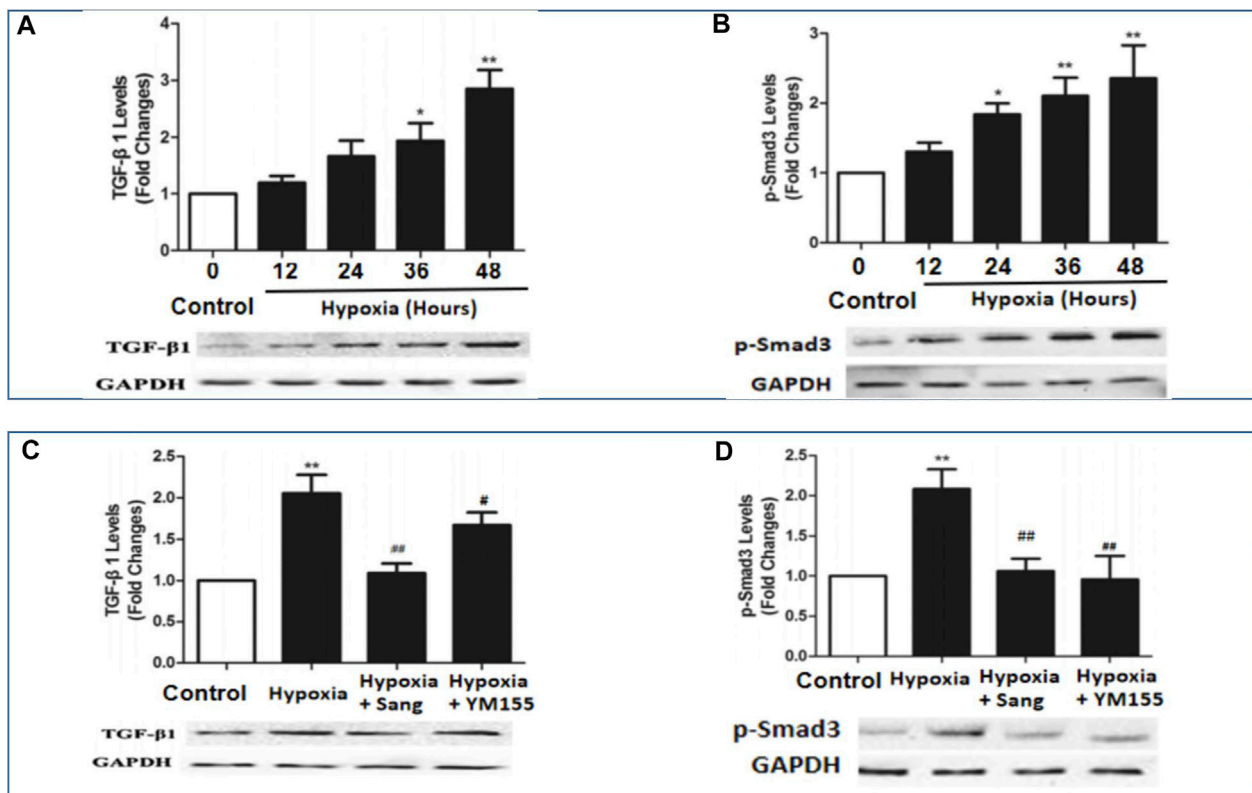 A
TGF-β 1 Levels
(Fold Changes)
4
3
2
1
0
*
**
0 12 24 36 48
Control Hypoxia (Hours)
TGF-β1
GAPDH
B
p-Smad3 Levels
(Fold Changes)
3
2
1
0
*
**
**
0 12 24 36 48
Control Hypoxia (Hours)
p-Smad3
GAPDH
C
TGF-β 1 Levels
(Fold Changes)
2.5
2.0
1.5
1.0
0.5
0.0
**
##
#
Control Hypoxia Hypoxia + Sang Hypoxia + YM155
TGF-β1
GAPDH
D
p-Smad3 Levels
(Fold Changes)
2.5
2.0
1.5
1.0
0.5
0.0
**
##
##
Control Hypoxia Hypoxia + Sang Hypoxia + YM155
p-Smad3
GAPDH